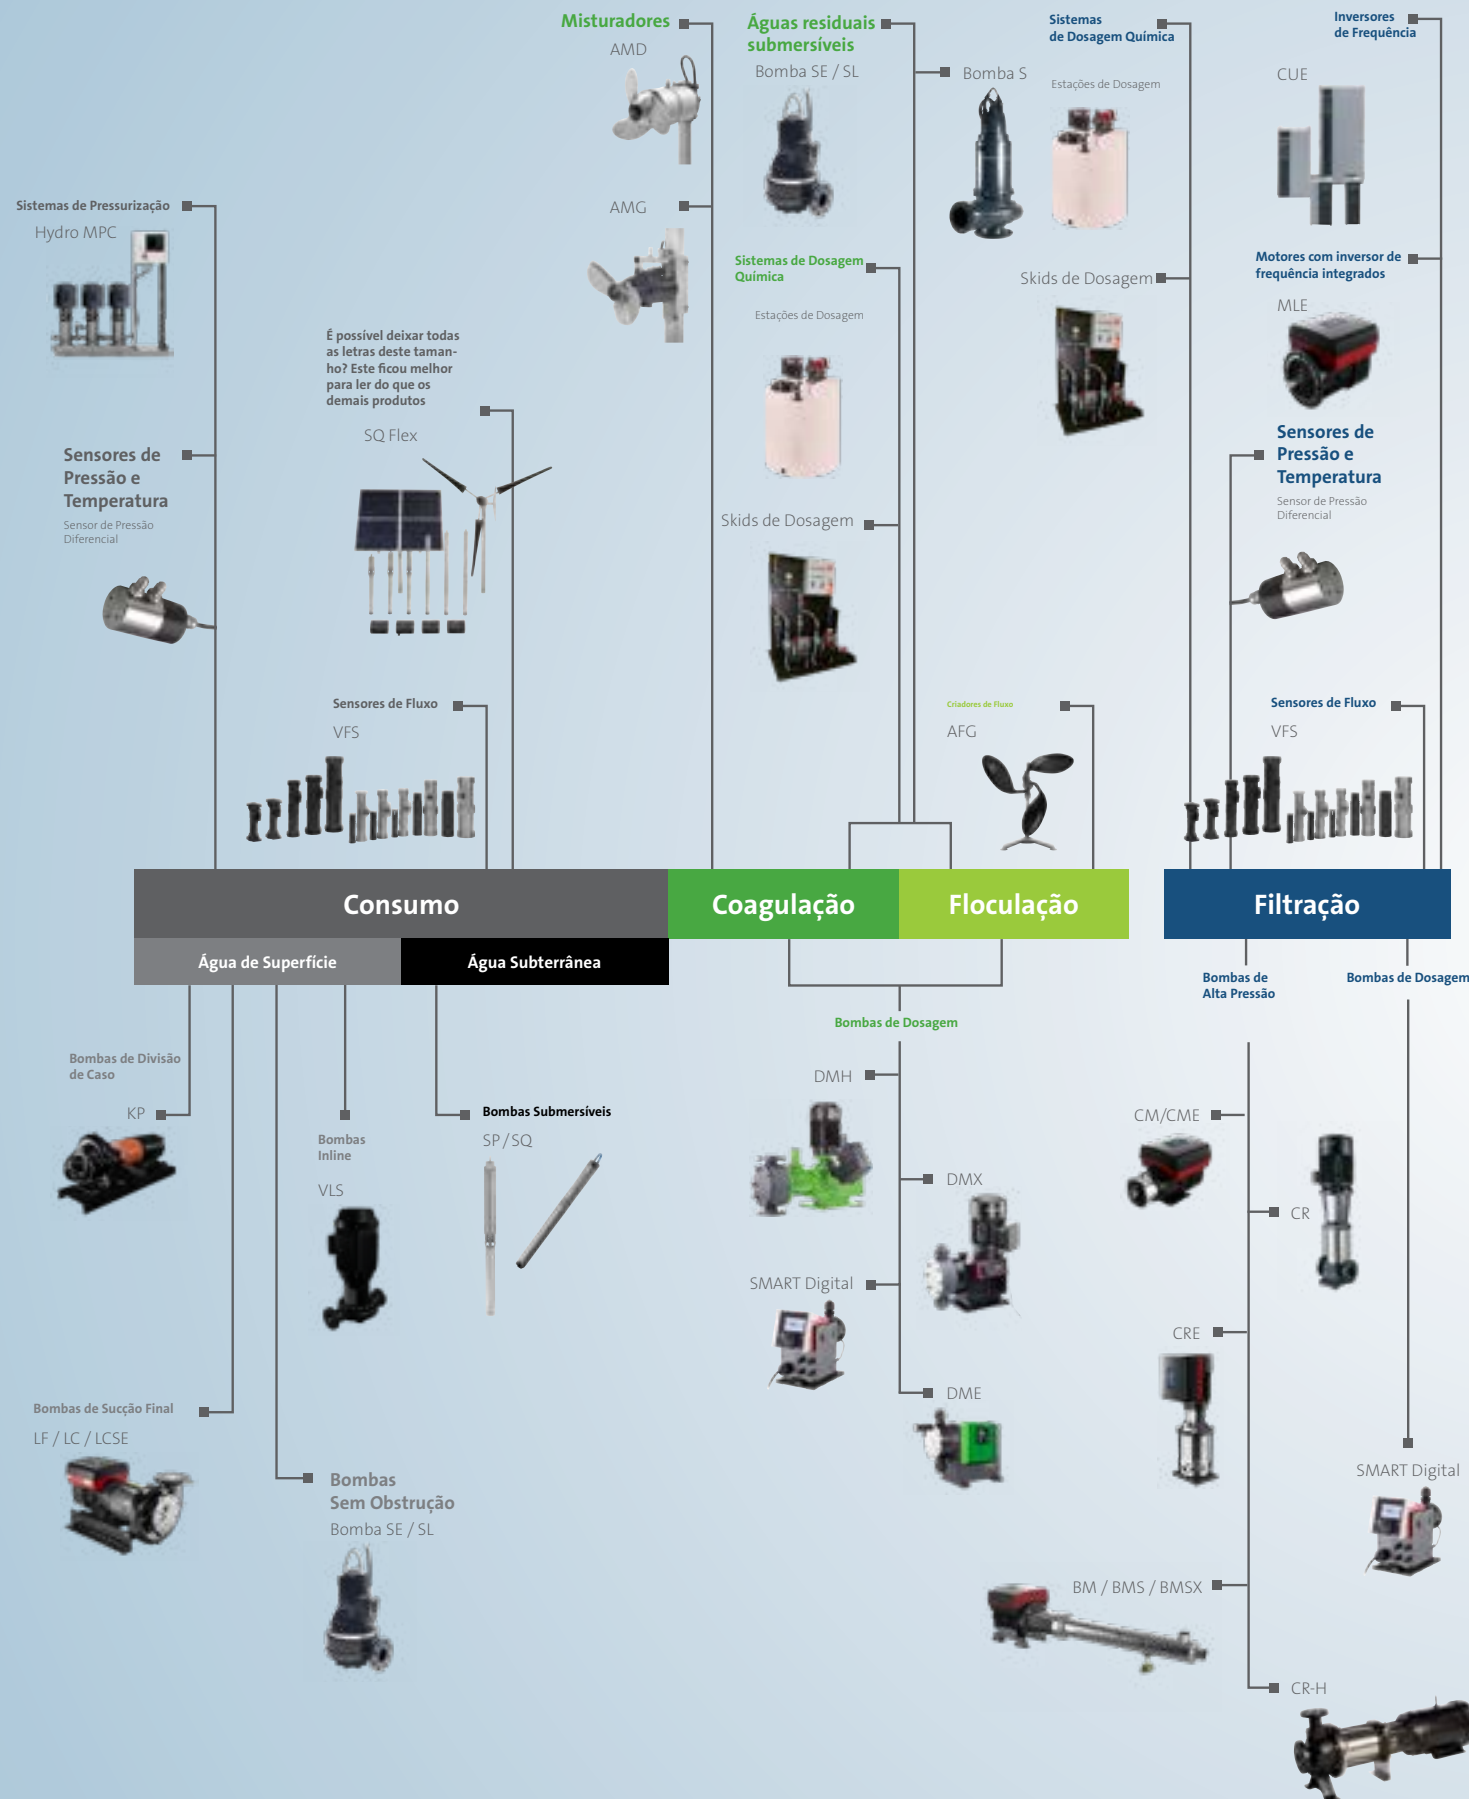 Misturadores
AMD
AMG
Águas residuais
submersíveis
Bomba SE / SL
Bomba S
Sistemas
de Dosagem Química
Estações de Dosagem
Skids de Dosagem
Inversores
de Frequência
CUE
Motores com inversor de
frequência integrados
MLE
Sistemas de Pressurização
Hydro MPC
Sistemas de Dosagem
Química
Estações de Dosagem
Skids de Dosagem
É possível deixar todas
as letras deste taman-
ho? Este ficou melhor
para ler do que os
demais produtos
SQ Flex
Sensores de
Pressão e
Temperatura
Sensor de Pressão
Diferencial
Sensores de
Pressão e
Temperatura
Sensor de Pressão
Diferencial
Sensores de Fluxo
VFS
Criadores de Fluxo
AFG
Sensores de Fluxo
VFS
Consumo
Coagulação
Floculação
Filtração
Água de Superfície
Água Subterrânea
Bombas de Divisão
de Caso
KP
Bombas
Inline
VLS
Bombas Submersíveis
SP / SQ
Bombas de Sucção Final
LF / LC / LCSE
Bombas
Sem Obstrução
Bomba SE / SL
Bombas de Dosagem
DMH
DMX
SMART Digital
DME
Bombas de
Alta Pressão
CM/CME
CR
CRE
BM / BMS / BMSX
CR-H
Bombas de Dosagem
SMART Digital